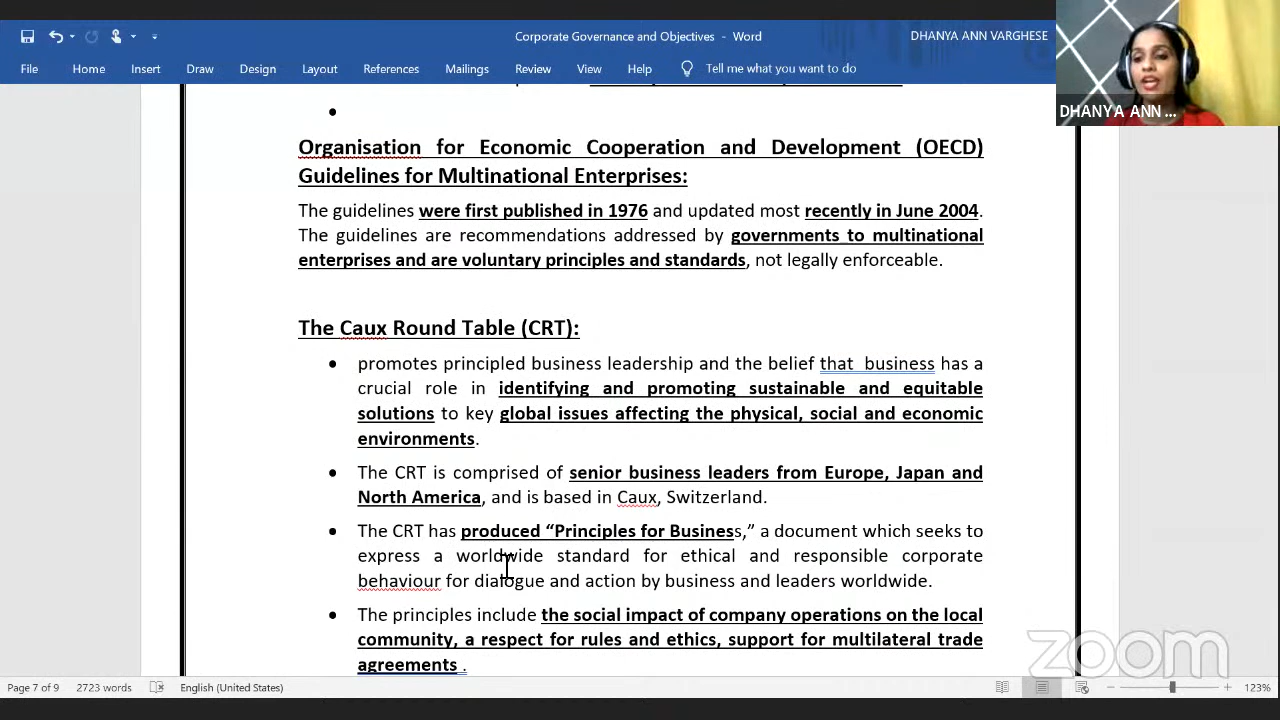 Corporate Governance and Objectives - Word
DHANYA ANN VARGHESE
File Home Insert Draw Design Layout References Mailings Review View Help Tell me what you want to do
DHANYA ANN ...
•
Organisation for Economic Cooperation and Development (OECD)
Guidelines for Multinational Enterprises:
The guidelines were first published in 1976 and updated most recently in June 2004.
The guidelines are recommendations addressed by governments to multinational
enterprises and are voluntary principles and standards, not legally enforceable.
The Caux Round Table (CRT):
• promotes principled business leadership and the belief that business has a
crucial role in identifying and promoting sustainable and equitable
solutions to key global issues affecting the physical, social and economic
environments.
• The CRT is comprised of senior business leaders from Europe, Japan and
North America, and is based in Caux, Switzerland.
• The CRT has produced “Principles for Business,” a document which seeks to
express a worldwide standard for ethical and responsible corporate
behaviour for dialogue and action by business and leaders worldwide.
• The principles include the social impact of company operations on the local
community, a respect for rules and ethics, support for multilateral trade
agreements .
zoom
Page 7 of 9 2723 words English (United States) 123%